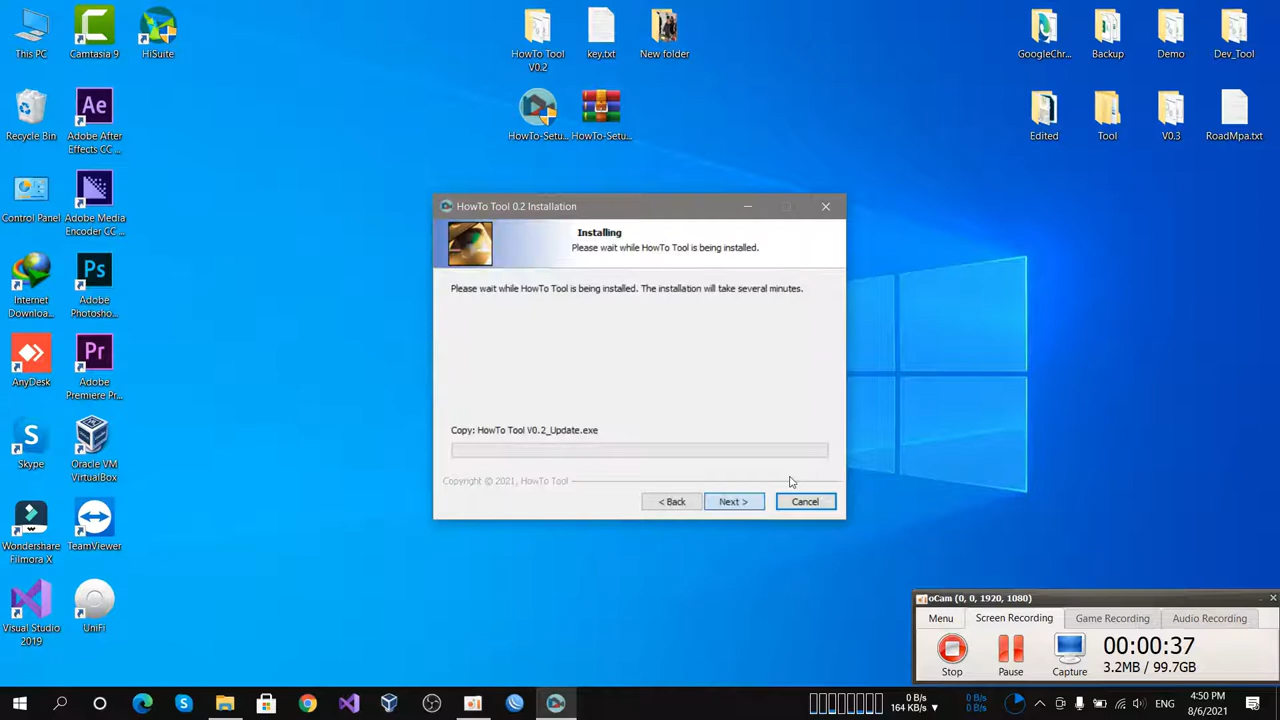 This PC
Camtasia 9
HiSuite
HowTo Tool
V0.2
key.txt
New folder
GoogleChr...
Backup
Demo
Dev_Tool
Recycle Bin
Adobe After
Effects CC ...
HowTo-Setu...
HowTo-Setu...
Edited
Tool
V0.3
RoadMpa.txt
Control Panel
Adobe Media
Encoder CC ...
HowTo Tool 0.2 Installation
Installing
Please wait while HowTo Tool is being installed.
Please wait while HowTo Tool is being installed. The installation will take several minutes.
Internet
Downloa...
Adobe
Photosho...
AnyDesk
Adobe
Premiere Pr...
Copy: HowTo Tool V0.2_Update.exe
Copyright © 2021, HowTo Tool
< Back
Next >
Cancel
Skype
Oracle VM
VirtualBox
Wondershare
Filmora X
TeamViewer
Visual Studio
2019
UniFi
oCam (0, 0, 1920, 1080)
Menu
Screen Recording
Game Recording
Audio Recording
Stop
Pause
Capture
00:00:37
3.2MB / 99.7GB
0 B/s
164 KB/s
0 B/s
0 B/s
ENG
4:50 PM
8/6/2021